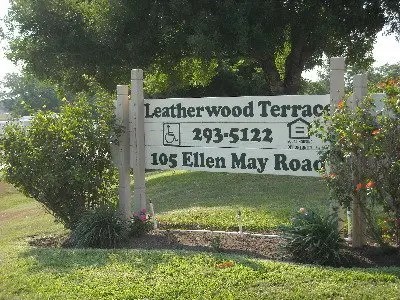 Leatherwood Terrace
293-5122
105 Ellen May Road